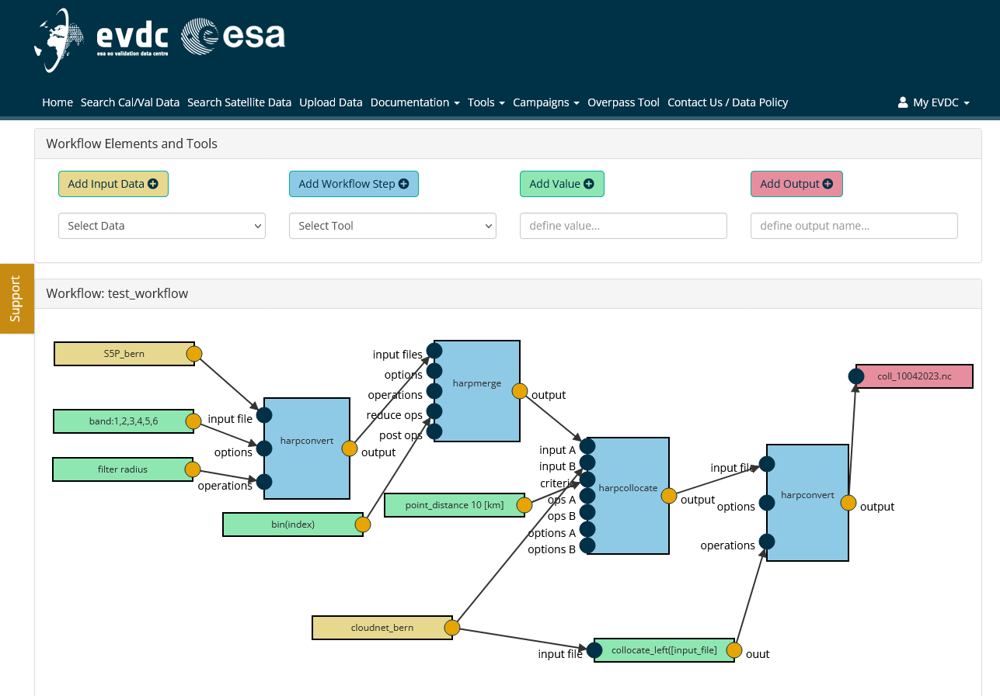 evdc
esa eo validation data centre
esa
Home Search Cal/Val Data Search Satellite Data Upload Data Documentation Tools Campaigns Overpass Tool Contact Us / Data Policy My EVDC
Workflow Elements and Tools
Add Input Data
Add Workflow Step
Add Value
Add Output
Select Data
Select Tool
define value...
define output name...
Support
Workflow: test_workflow
S5P_bern
band:1,2,3,4,5,6
filter radius
input file
options
operations
harpconvert
output
bin(index)
input files
options
operations
reduce ops
post ops
harpmerge
output
point_distance 10 [km]
input A
input B
criteria
ops A
ops B
options A
options B
harpcollocate
output
cloudnet_bern
input file
collocate_left([input_file]
ouut
input file
options
operations
harpconvert
output
coll_10042023.nc